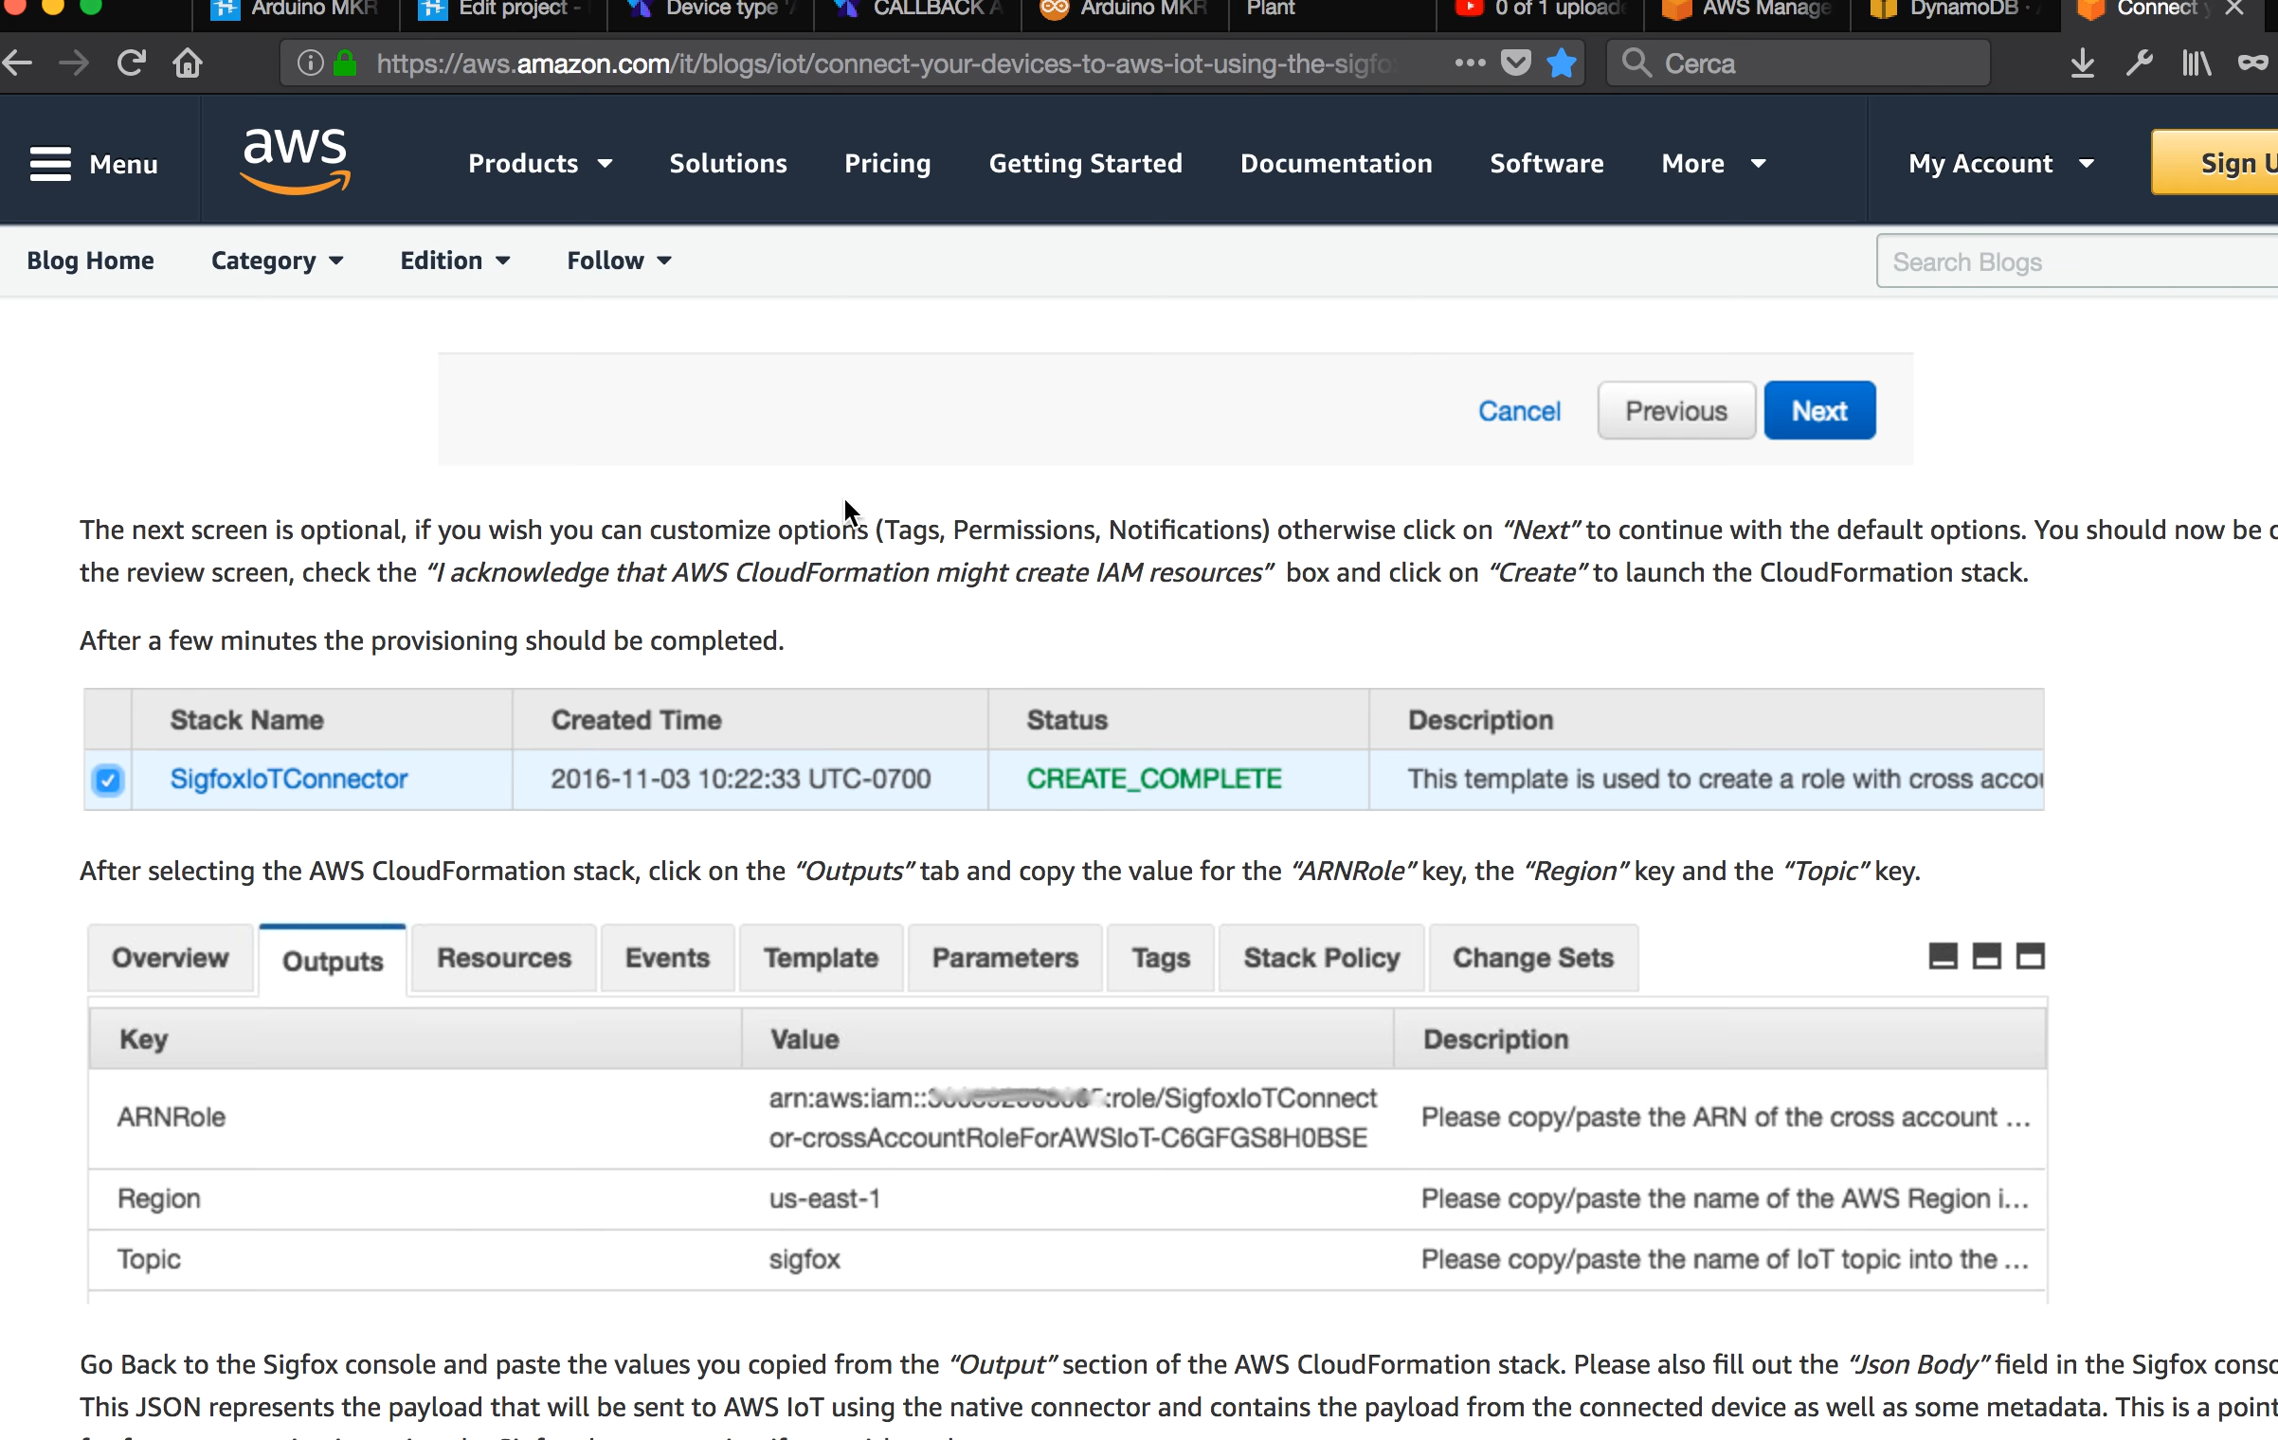 Arduino MKR Edit project - Device type 'A CALLBACK A Arduino MKR Plant 0 of 1 upload AWS Manage DynamoDB · Connect y
https://aws.amazon.com/it/blogs/iot/connect-your-devices-to-aws-iot-using-the-sigfo Cerca
Menu aws Products Solutions Pricing Getting Started Documentation Software More My Account Sign U
Blog Home Category Edition Follow Search Blogs
Cancel Previous Next
The next screen is optional, if you wish you can customize options (Tags, Permissions, Notifications) otherwise click on “Next” to continue with the default options. You should now be
the review screen, check the “I acknowledge that AWS CloudFormation might create IAM resources” box and click on “Create” to launch the CloudFormation stack.
After a few minutes the provisioning should be completed.
Stack Name Created Time Status Description
SigfoxIoTConnector 2016-11-03 10:22:33 UTC-0700 CREATE_COMPLETE This template is used to create a role with cross accou
After selecting the AWS CloudFormation stack, click on the “Outputs” tab and copy the value for the “ARNRole” key, the “Region” key and the “Topic” key.
Overview Outputs Resources Events Template Parameters Tags Stack Policy Change Sets
Key Value Description
ARNRole arn:aws:iam:: :role/SigfoxIoTConnect
or-crossAccountRoleForAWSIoT-C6GFGS8H0BSE Please copy/paste the ARN of the cross account ...
Region us-east-1 Please copy/paste the name of the AWS Region i...
Topic sigfox Please copy/paste the name of IoT topic into the ...
Go Back to the Sigfox console and paste the values you copied from the “Output” section of the AWS CloudFormation stack. Please also fill out the “Json Body” field in the Sigfox conso
This JSON represents the payload that will be sent to AWS IoT using the native connector and contains the payload from the connected device as well as some metadata. This is a point